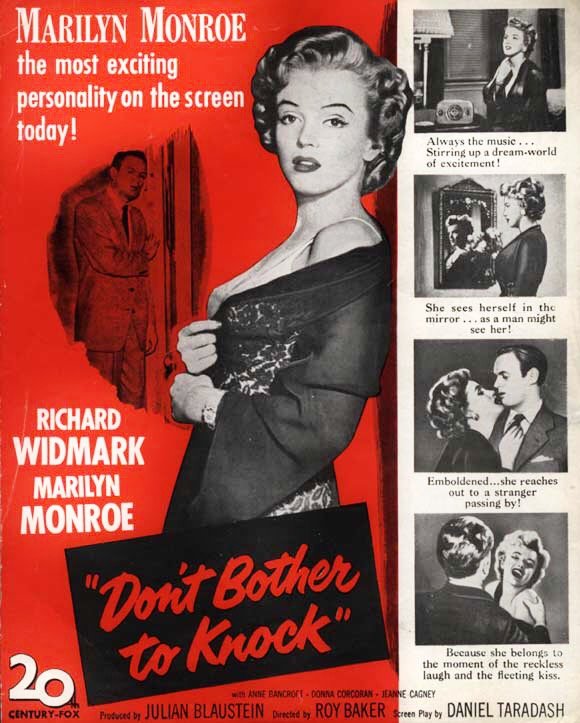 MARILYN MONROE
the most exciting
personality on the screen
today!
RICHARD
WIDMARK
MARILYN
MONROE
"Don't Bother
to Knock"
20th
CENTURY-FOX
with ANNE BANCROFT - DONNA CORCORAN - JEANNE CAGNEY
Produced by JULIAN BLAUSTEIN Directed by ROY BAKER Screen Play by DANIEL TARADASH
Always the music . . .
Stirring up a dream-world
of excitement!
She sees herself in the
mirror . . . as a man might
see her!
Emboldened...she reaches
out to a stranger
passing by!
Because she belongs to
the moment of the reckless
laugh and the fleeting kiss.